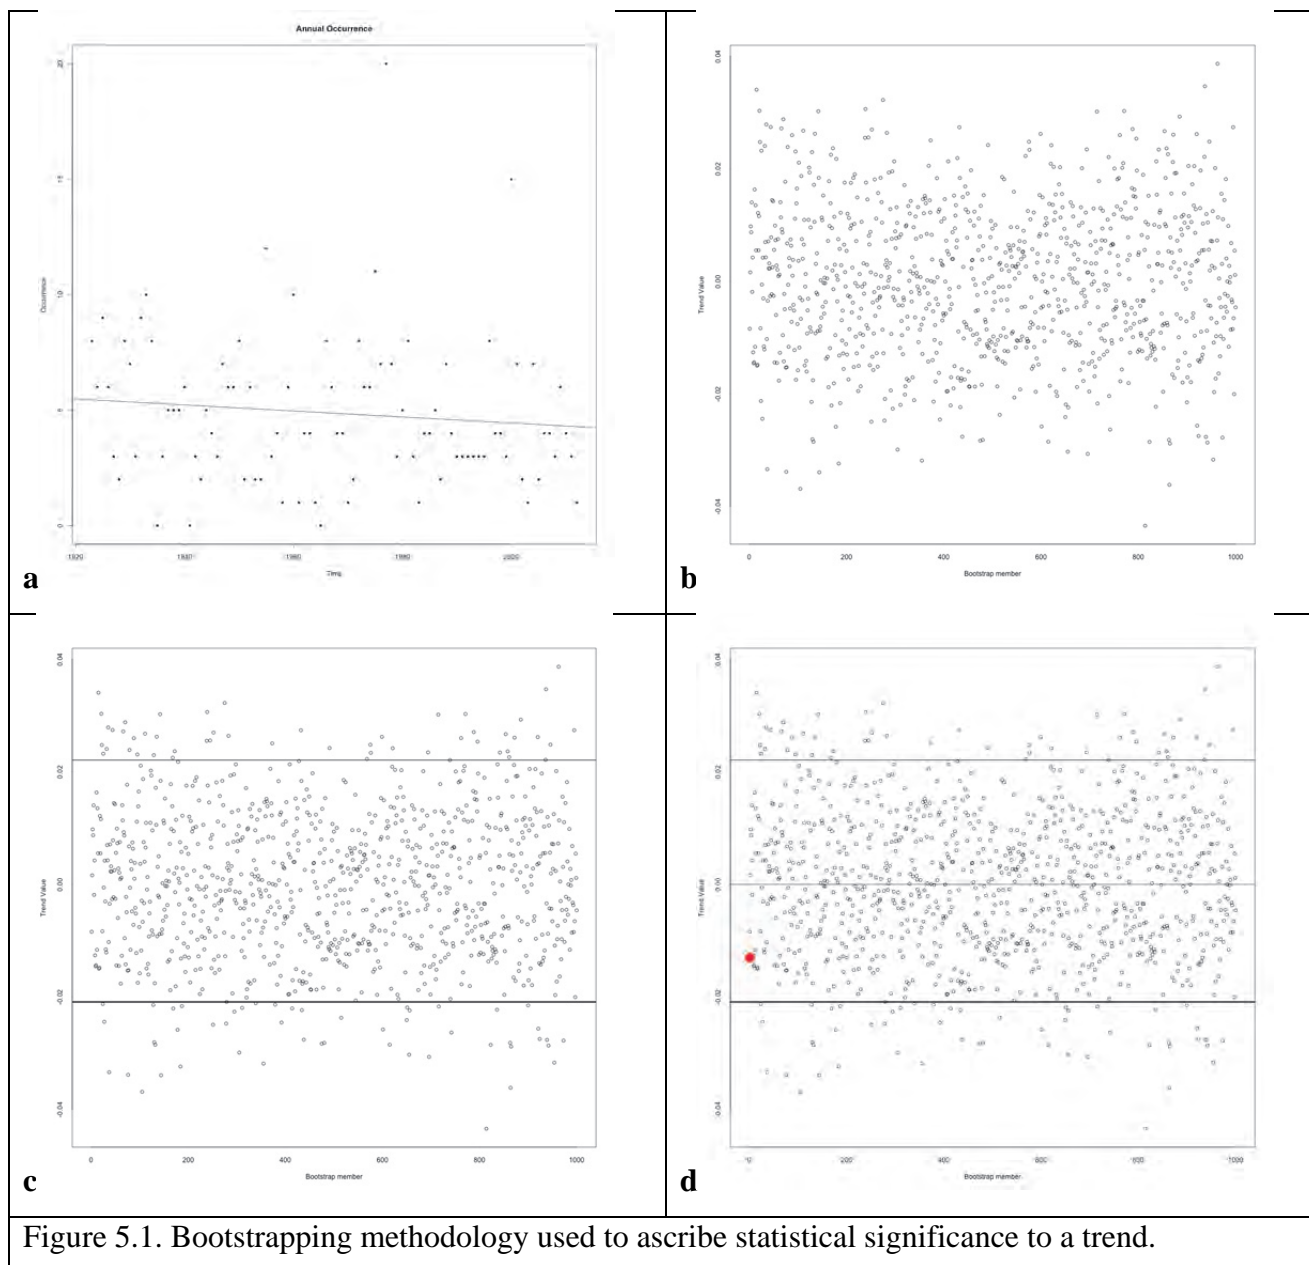 Annual Occurrence
20
15
10
5
0
Occurrence
1920 1940 1960 1980 2000
Time
a
0.04
0.02
0.00
-0.02
-0.04
Trend Value
0 200 400 600 800 1000
Bootstrap member
b
0.04
0.02
0.00
-0.02
-0.04
Trend Value
0 200 400 600 800 1000
Bootstrap member
c
0.04
0.02
0.00
-0.02
-0.04
Trend Value
0 200 400 600 800 1000
Bootstrap member
d
Figure 5.1. Bootstrapping methodology used to ascribe statistical significance to a trend.